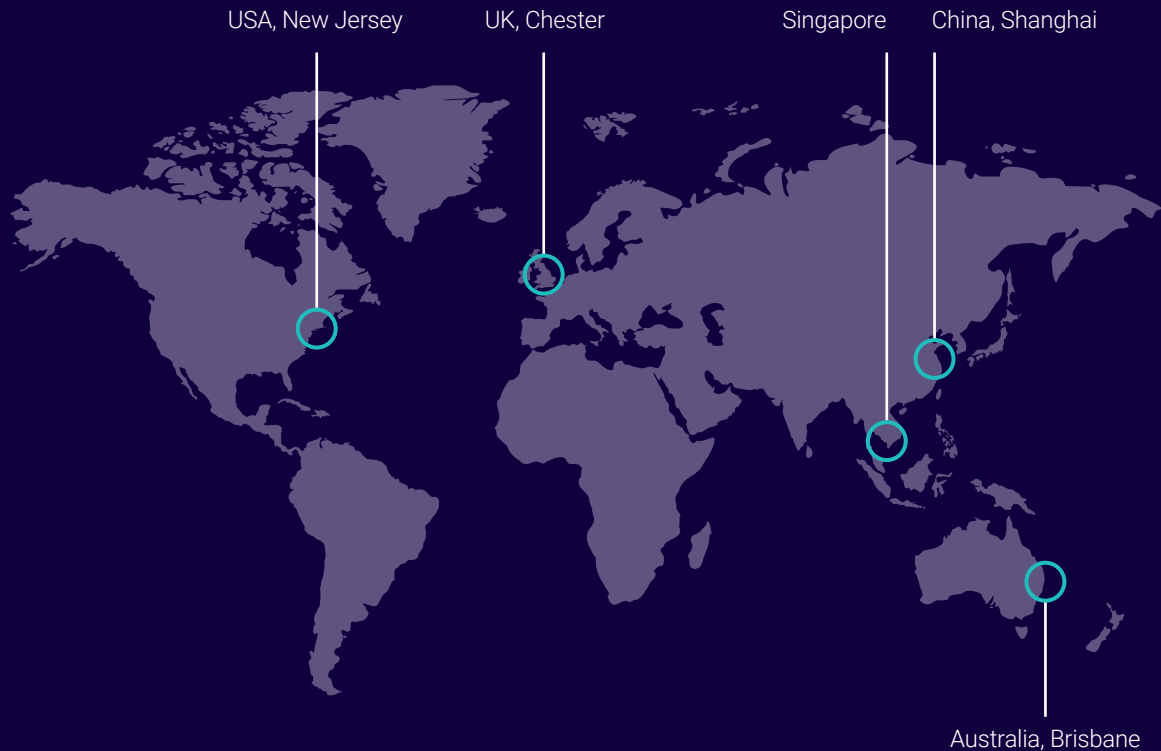 USA, New Jersey
UK, Chester
Singapore
China, Shanghai
Australia, Brisbane